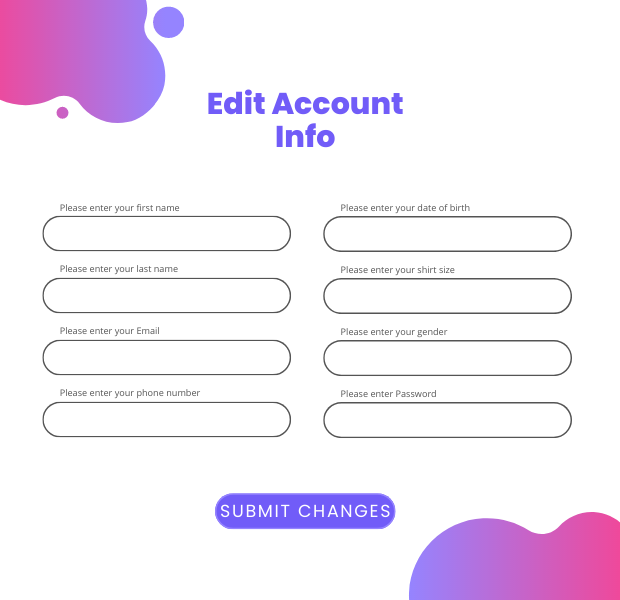 Edit Account
Info
Please enter your first name
Please enter your date of birth
Please enter your last name
Please enter your shirt size
Please enter your Email
Please enter your gender
Please enter your phone number
Please enter Password
SUBMIT CHANGES